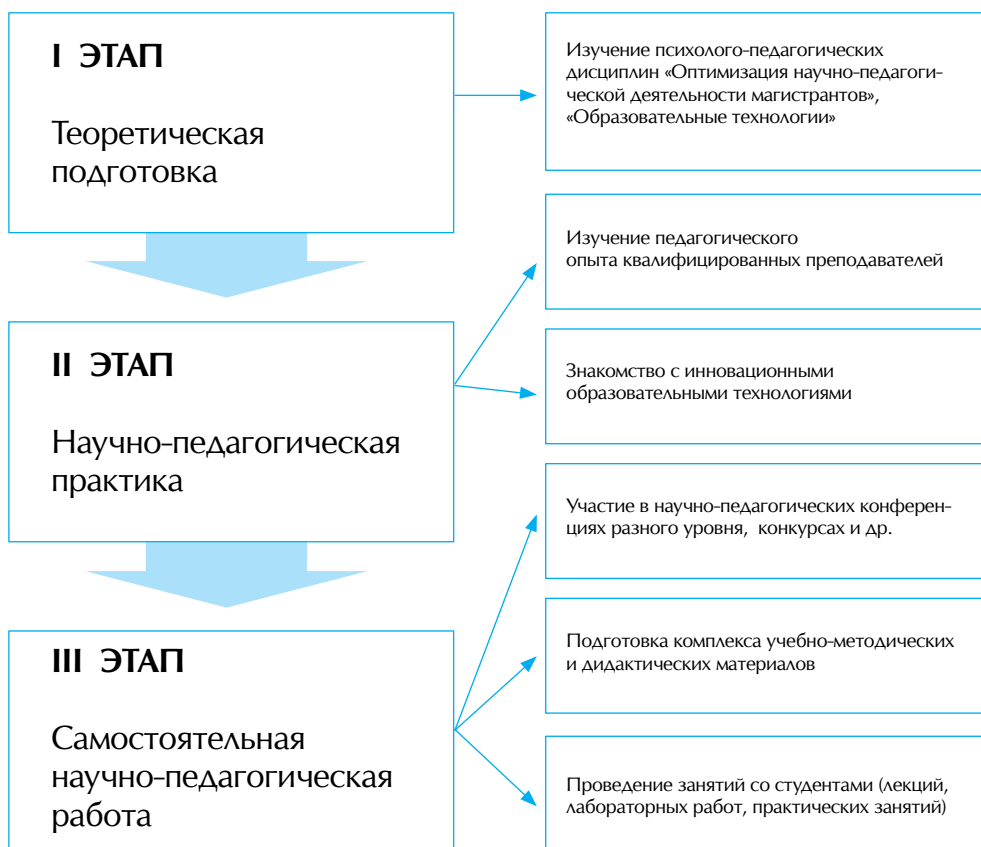 I ЭТАП
Теоретическая
подготовка
Изучение психолого-педагогических
дисциплин «Оптимизация научно-педагоги-
ческой деятельности магистрантов»,
«Образовательные технологии»
II ЭТАП
Научно-педагогическая
практика
Изучение педагогического
опыта квалифицированных преподавателей
Знакомство с инновационными
образовательными технологиями
III ЭТАП
Самостоятельная
научно-педагогическая
работа
Участие в научно-педагогических конферен-
циях разного уровня, конкурсах и др.
Подготовка комплекса учебно-методических
и дидактических материалов
Проведение занятий со студентами (лекций,
лабораторных работ, практических занятий)